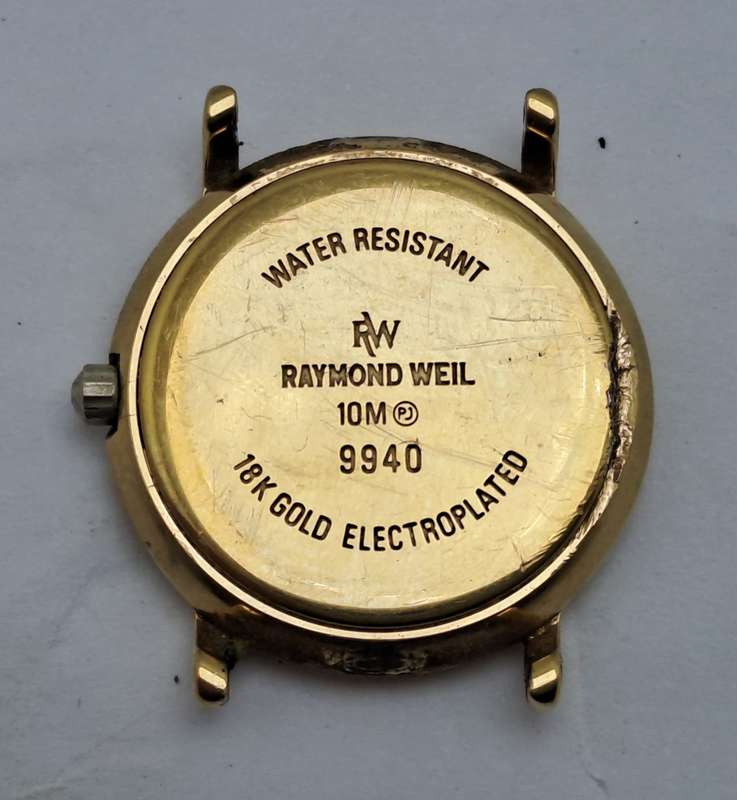 WATER RESISTANT
RW
RAYMOND WEIL
10M PJ
9940
18K GOLD ELECTROPLATED